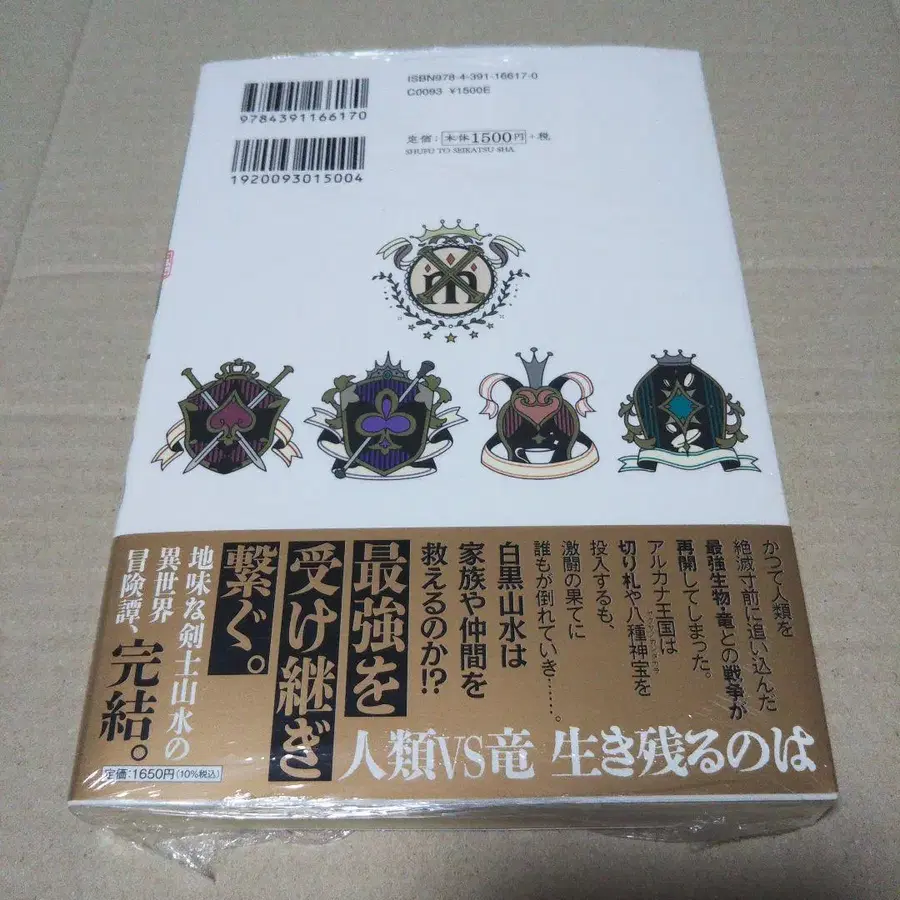 ISBN978-4-391-16617-0
C0093 ¥1500E
9784391166170
定価:本体1500円+税
SHUFU TO SEIKATSU SHA
1920093015004
m
かつて人類を
絶滅寸前に追い込んだ
最強生物・竜との戦争が
再開してしまった。
アルカナ王国は
切り札や八種神宝を
投入するも、
激闘の果てに
誰もが倒れていき……。
白黒山水は
家族や仲間を
救えるのか!?
最強を
受け継ぎ
繋ぐ。
地味な剣士山水の
異世界
冒険譚、
完結。
人類VS竜 生き残るのは
定価:1650円(10%税込)